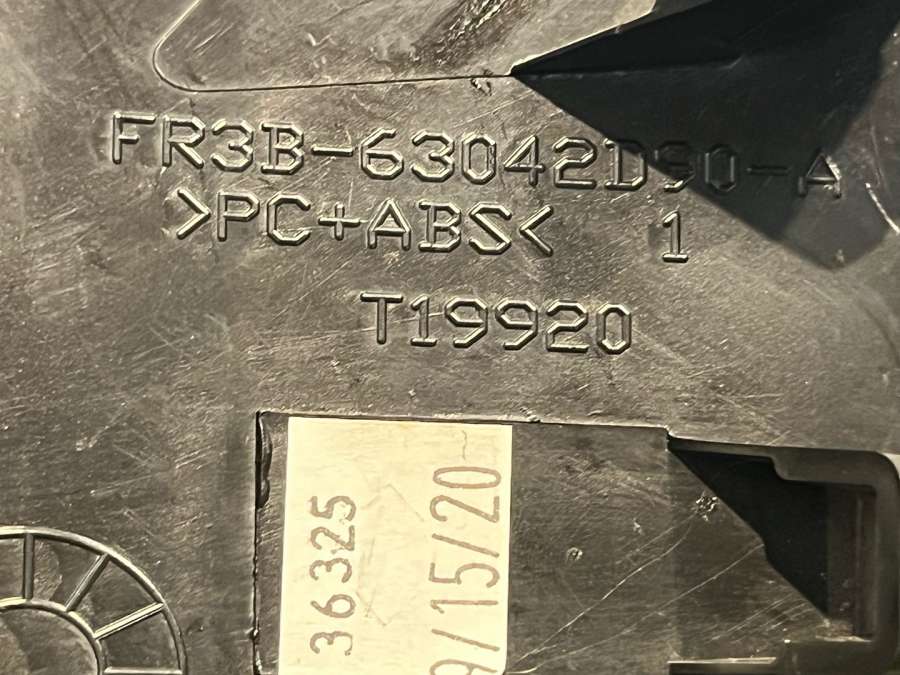 FR3B-63042D90-A
>PC+ABS< 1
T19920
36325
9/15/20